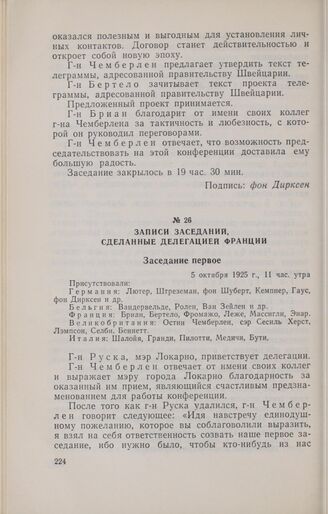 оказался полезным и выгодным для установления лич-
ных контактов. Договор станет действительностью и
откроет собой новую эпоху.
Г-н Чемберлен предлагает утвердить текст те-
леграммы, адресованной правительству Швейцарии.
Г-н Бертело зачитывает текст проекта теле-
граммы, адресованной правительству Швейцарии.
Предложенный проект принимается.
Г-н Бриан благодарит от имени своих коллег
г-на Чемберлена за тактичность и любезность, с кото-
рой он руководил переговорами.
Г-н Чемберлен отвечает, что возможность пред-
седательствовать на этой конференции доставила ему
большую радость.
Заседание закрылось в 19 час. 30 мин.
Подпись: фон Дирксен
№ 26
ЗАПИСИ ЗАСЕДАНИЙ,
СДЕЛАННЫЕ ДЕЛЕГАЦИЕЙ ФРАНЦИИ
Заседание первое
5 октября 1925 г., 11 час. утра
Присутствовали:
Германия: Лютер, Штреземан, фон Шуберт, Кемпнер, Гаус,
фон Дирксен и др.
Бельгия: Вандервельде, Ролен, Ван Зейлен и др.
Франция: Бриан, Бертело, Фромажо, Леже, Массигли, Энар.
Великобритания: Остин Чемберлен, сэр Сесиль Херст,
Лэмпсон, Селби, Беннетт.
Италия: Шалойя, Гранди, Пилотти, Медичи, Бути.
Г-н Руска, мэр Локарно, приветствует делегации.
Г-н Чемберлен отвечает от имени своих коллег
и выражает мэру города Локарно благодарность за
оказанный им прием, являющийся счастливым предзна-
менованием для работы конференции.
После того как г-н Руска удалился, г-н Чембер-
лен говорит следующее: «Идя навстречу единодуш-
ному пожеланию, которое вы соблаговолили выразить,
я взял на себя ответственность созвать наше первое за-
седание, ибо нужно было, чтобы кто-нибудь из нас
224